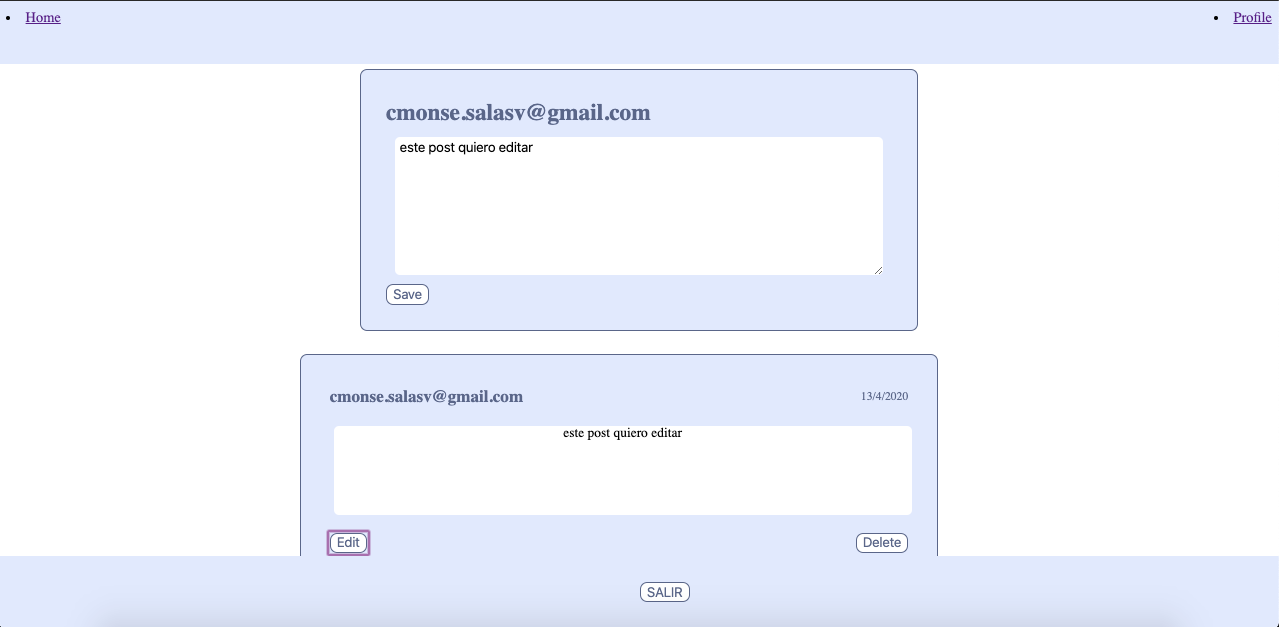 Home
Profile
cmonse.salasv@gmail.com
este post quiero editar
Save
cmonse.salasv@gmail.com
13/4/2020
este post quiero editar
Edit
Delete
SALIR